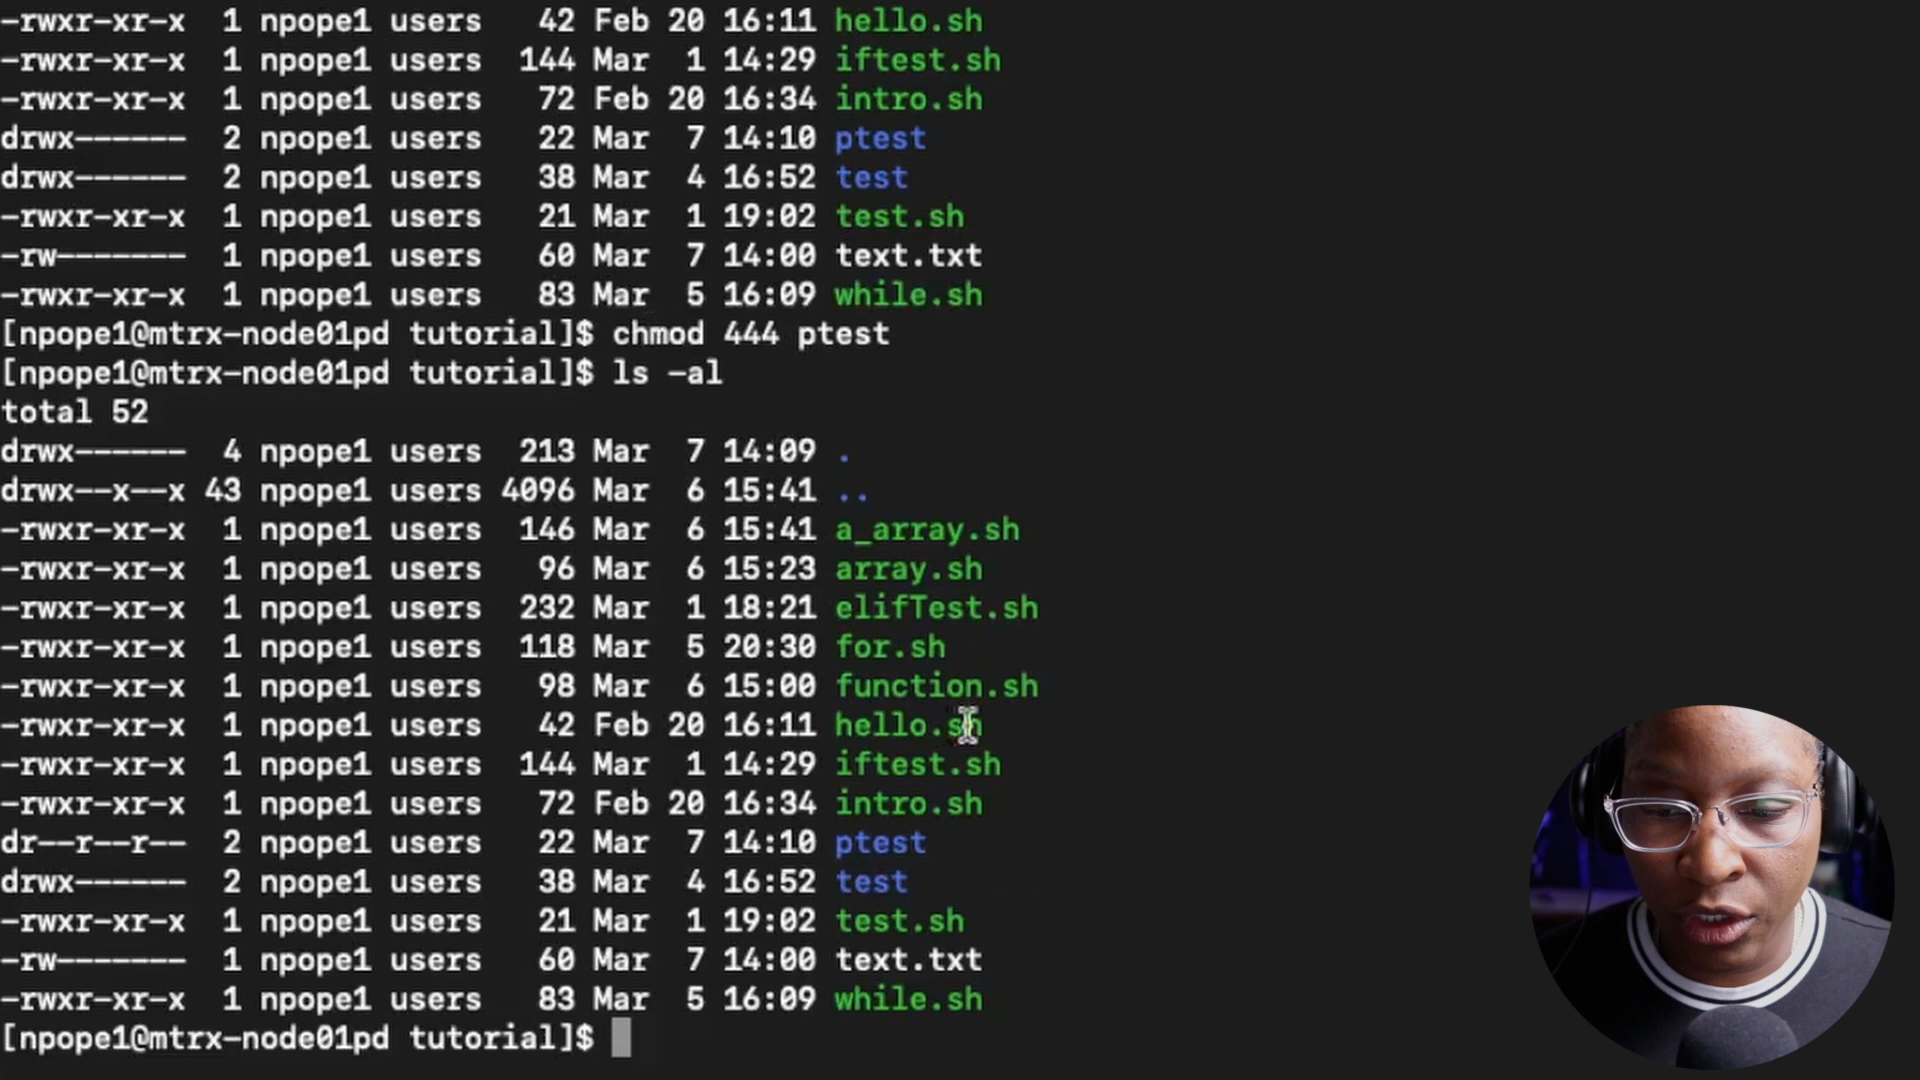 -rwxr-xr-x 1 npope1 users 42 Feb 20 16:11 hello.sh
-rwxr-xr-x 1 npope1 users 144 Mar 1 14:29 iftest.sh
-rwxr-xr-x 1 npope1 users 72 Feb 20 16:34 intro.sh
drwx------ 2 npope1 users 22 Mar 7 14:10 ptest
drwx------ 2 npope1 users 38 Mar 4 16:52 test
-rwxr-xr-x 1 npope1 users 21 Mar 1 19:02 test.sh
-rw------- 1 npope1 users 60 Mar 7 14:00 text.txt
-rwxr-xr-x 1 npope1 users 83 Mar 5 16:09 while.sh
[npope1@mtrx-node01pd tutorial]$ chmod 444 ptest
[npope1@mtrx-node01pd tutorial]$ ls -al
total 52
drwx------ 4 npope1 users 213 Mar 7 14:09 .
drwx--x--x 43 npope1 users 4096 Mar 6 15:41 ..
-rwxr-xr-x 1 npope1 users 146 Mar 6 15:41 a_array.sh
-rwxr-xr-x 1 npope1 users 96 Mar 6 15:23 array.sh
-rwxr-xr-x 1 npope1 users 232 Mar 1 18:21 elifTest.sh
-rwxr-xr-x 1 npope1 users 118 Mar 5 20:30 for.sh
-rwxr-xr-x 1 npope1 users 98 Mar 6 15:00 function.sh
-rwxr-xr-x 1 npope1 users 42 Feb 20 16:11 hello.sh
-rwxr-xr-x 1 npope1 users 144 Mar 1 14:29 iftest.sh
-rwxr-xr-x 1 npope1 users 72 Feb 20 16:34 intro.sh
dr--r--r-- 2 npope1 users 22 Mar 7 14:10 ptest
drwx------ 2 npope1 users 38 Mar 4 16:52 test
-rwxr-xr-x 1 npope1 users 21 Mar 1 19:02 test.sh
-rw------- 1 npope1 users 60 Mar 7 14:00 text.txt
-rwxr-xr-x 1 npope1 users 83 Mar 5 16:09 while.sh
[npope1@mtrx-node01pd tutorial]$